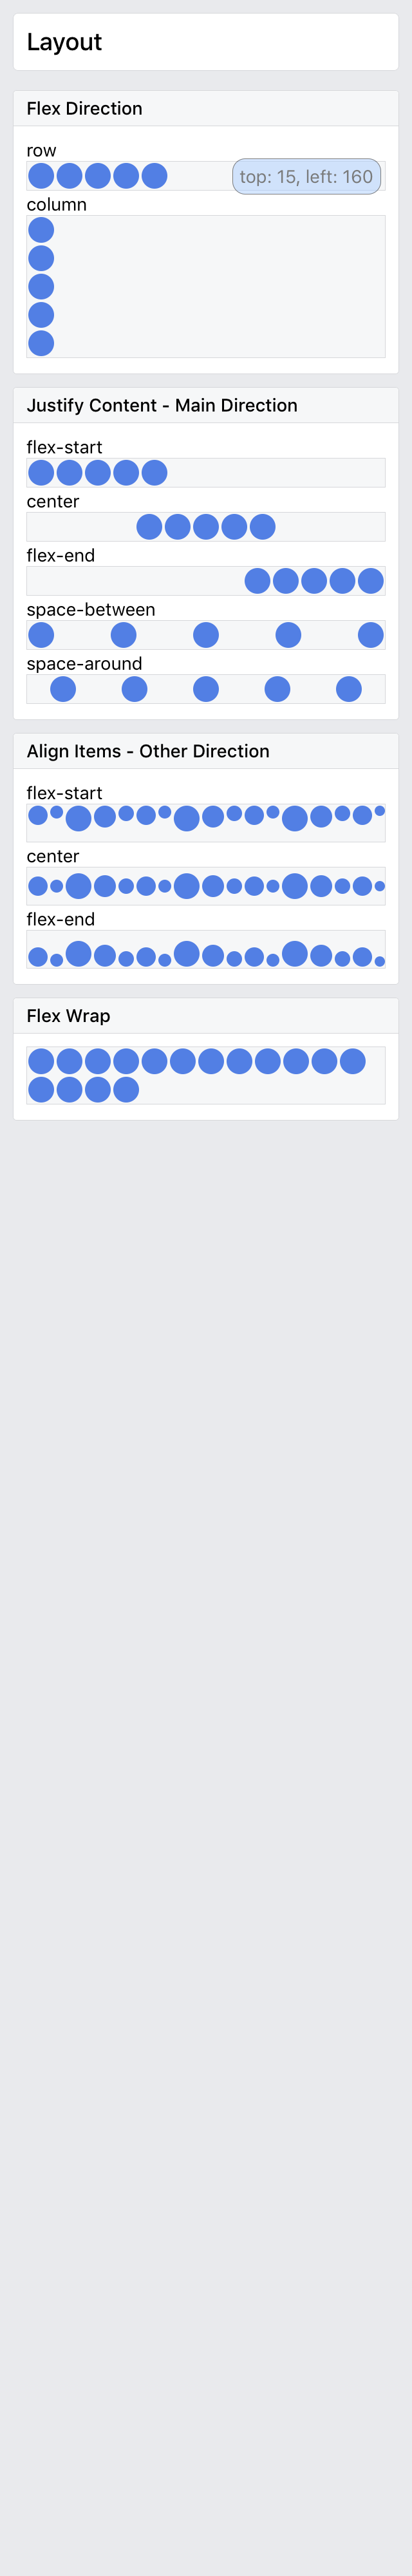 Layout
Flex Direction
row
top: 15, left: 160
column
Justify Content - Main Direction
flex-start
center
flex-end
space-between
space-around
Align Items - Other Direction
flex-start
center
flex-end
Flex Wrap